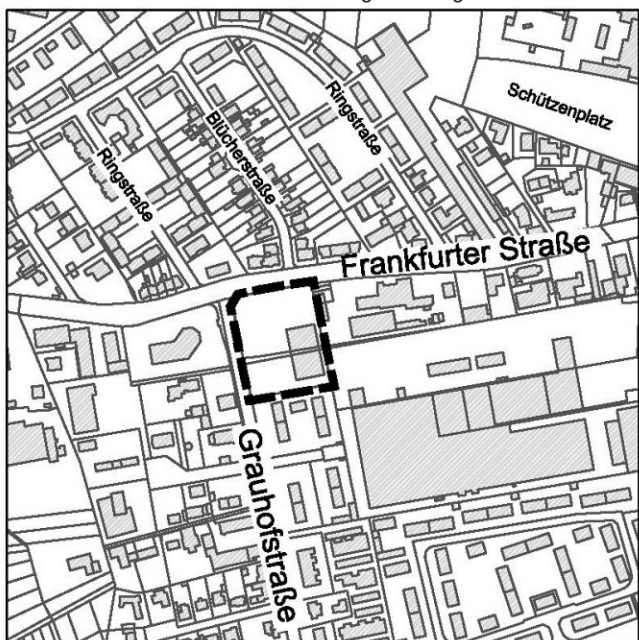 Schützenplatz
Ringstraße
Blücherstraße
Ringstraße
Frankfurter Straße
Grauhofstraße